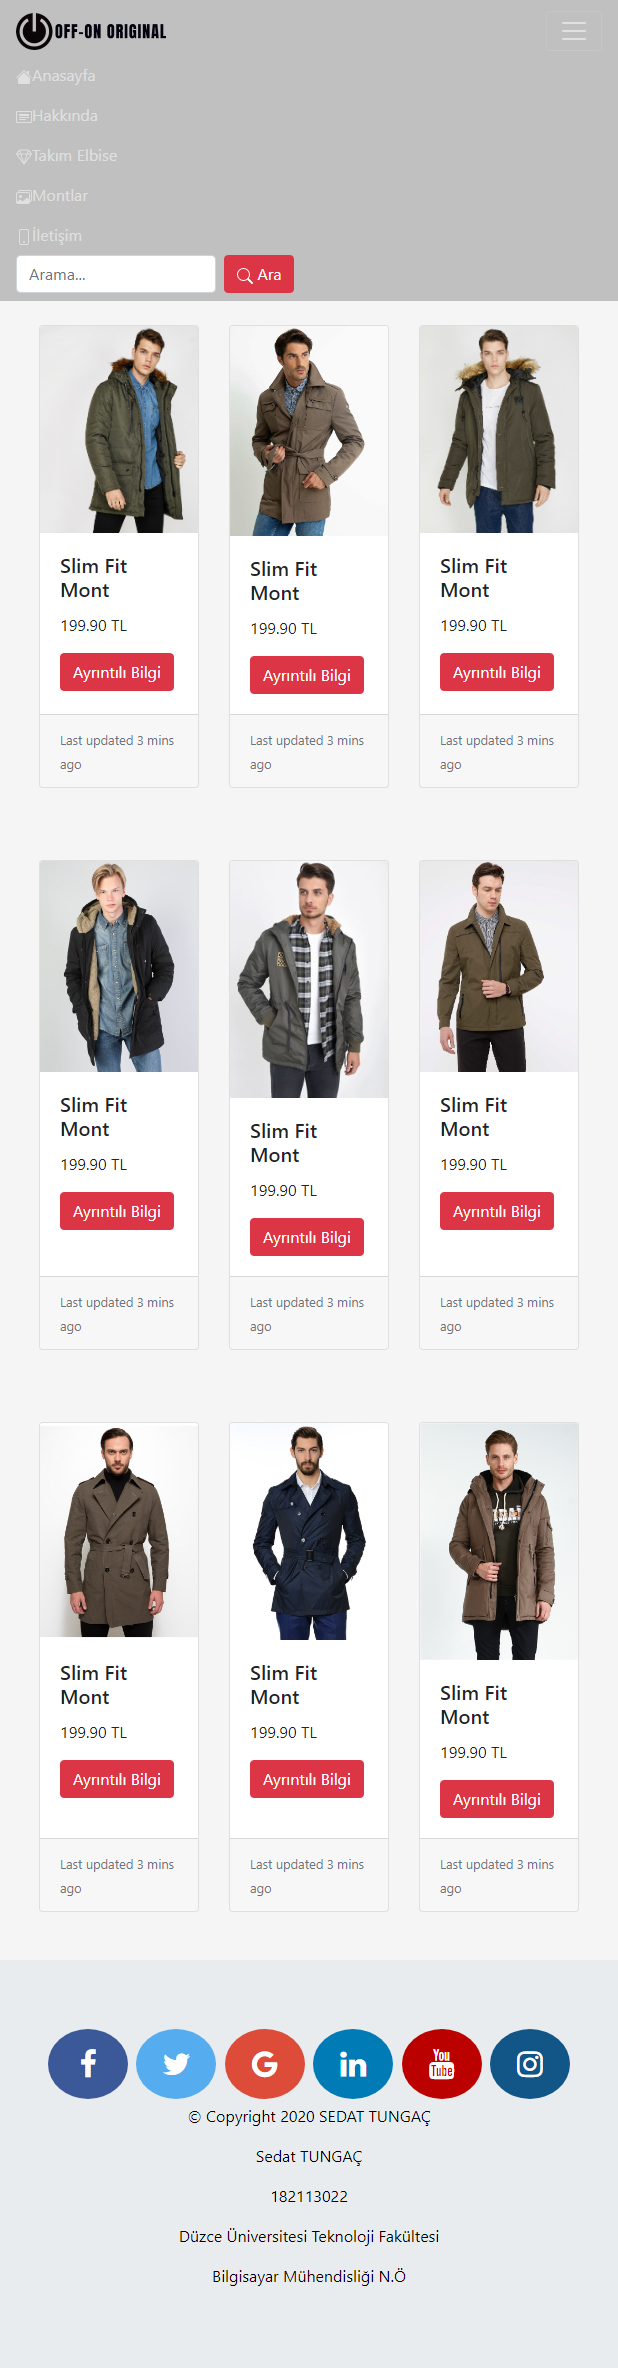 OFF-ON ORIGINAL
Anasayfa
Hakkında
Takım Elbise
Montlar
İletişim
Arama...
Ara
Slim Fit
Mont
199.90 TL
Ayrıntılı Bilgi
Last updated 3 mins
ago
Slim Fit
Mont
199.90 TL
Ayrıntılı Bilgi
Last updated 3 mins
ago
Slim Fit
Mont
199.90 TL
Ayrıntılı Bilgi
Last updated 3 mins
ago
Slim Fit
Mont
199.90 TL
Ayrıntılı Bilgi
Last updated 3 mins
ago
Slim Fit
Mont
199.90 TL
Ayrıntılı Bilgi
Last updated 3 mins
ago
Slim Fit
Mont
199.90 TL
Ayrıntılı Bilgi
Last updated 3 mins
ago
Slim Fit
Mont
199.90 TL
Ayrıntılı Bilgi
Last updated 3 mins
ago
Slim Fit
Mont
199.90 TL
Ayrıntılı Bilgi
Last updated 3 mins
ago
Slim Fit
Mont
199.90 TL
Ayrıntılı Bilgi
Last updated 3 mins
ago
You
Tube
© Copyright 2020 SEDAT TUNGAÇ
Sedat TUNGAÇ
182113022
Düzce Üniversitesi Teknoloji Fakültesi
Bilgisayar Mühendisliği N.Ö